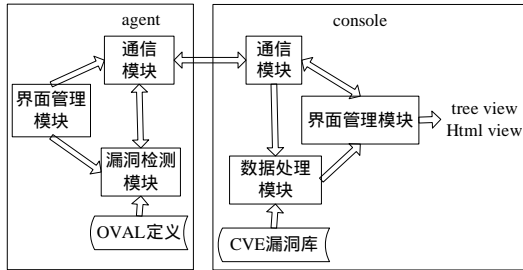 agent
通信
模块
界面管理
模块
漏洞检测
模块
OVAL定义
console
通信
模块
界面管理模块
tree view
Html view
数据处理
模块
CVE漏洞库